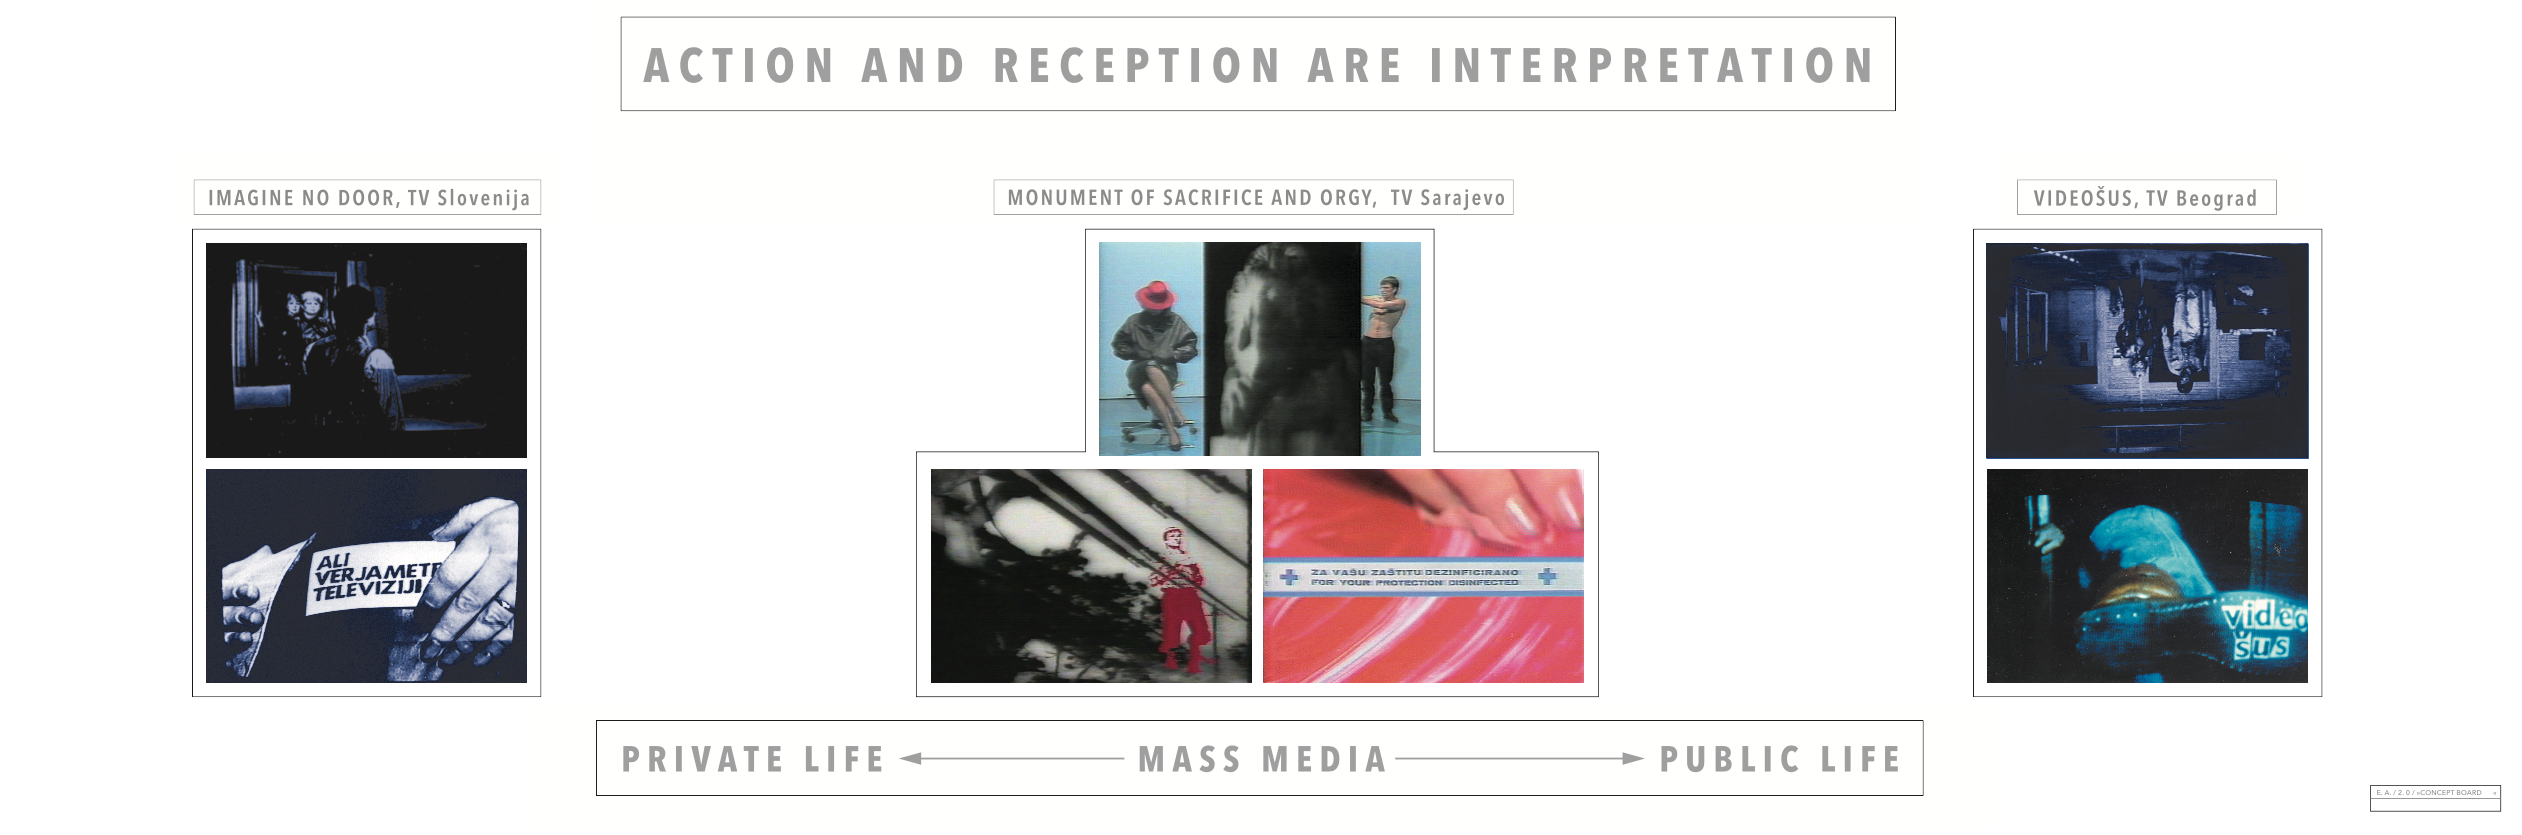 ACTION AND RECEPTION ARE INTERPRETATION
IMAGINE NO DOOR, TV Slovenija
MONUMENT OF SACRIFICE AND ORGY, TV Sarajevo
VIDEOŠUS, TV Beograd
ALI
VERJAMETE
TELEVIZIJI
ZA VAŠU ZAŠTITU DEZINFICIRANO
FOR YOUR PROTECTION DISINFECTED
video
šus
PRIVATE LIFE MASS MEDIA PUBLIC LIFE
E. A. / 2. 0 / »CONCEPT BOARD «